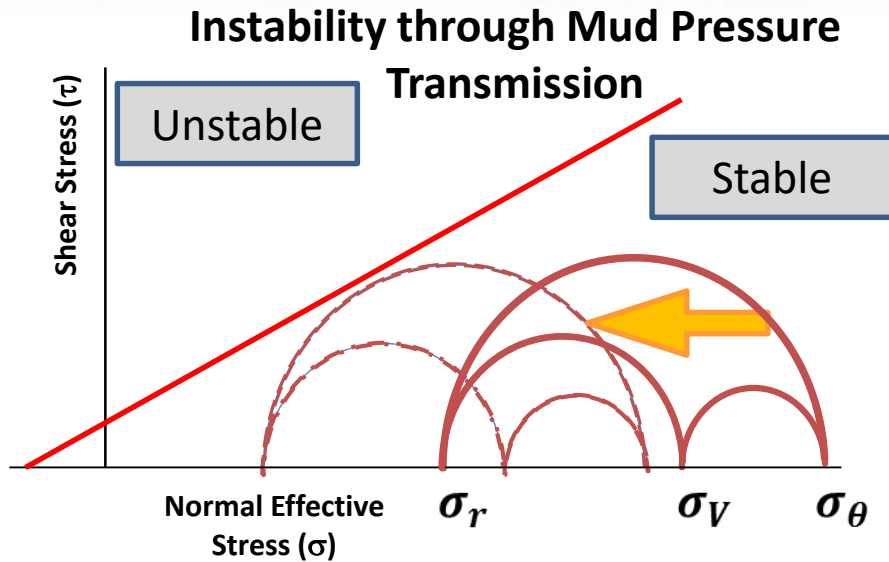 Instability through Mud Pressure
Transmission
Shear Stress (τ)
Unstable
Stable
Normal Effective
Stress (σ)
σ_r
σ_V
σ_θ